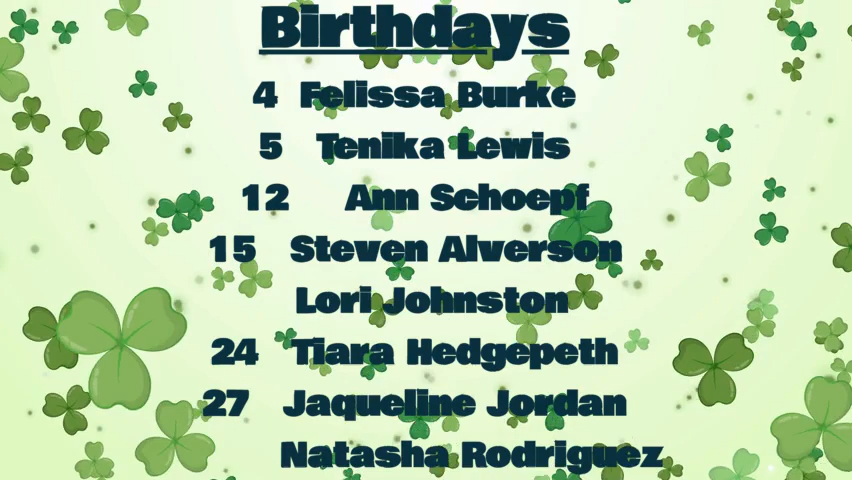 Birthdays
4 Felissa Burke
5 Tenika Lewis
12 Ann Schoepf
15 Steven Alverson
Lori Johnston
24 Tiara Hedgepeth
27 Jaqueline Jordan
Natasha Rodriguez